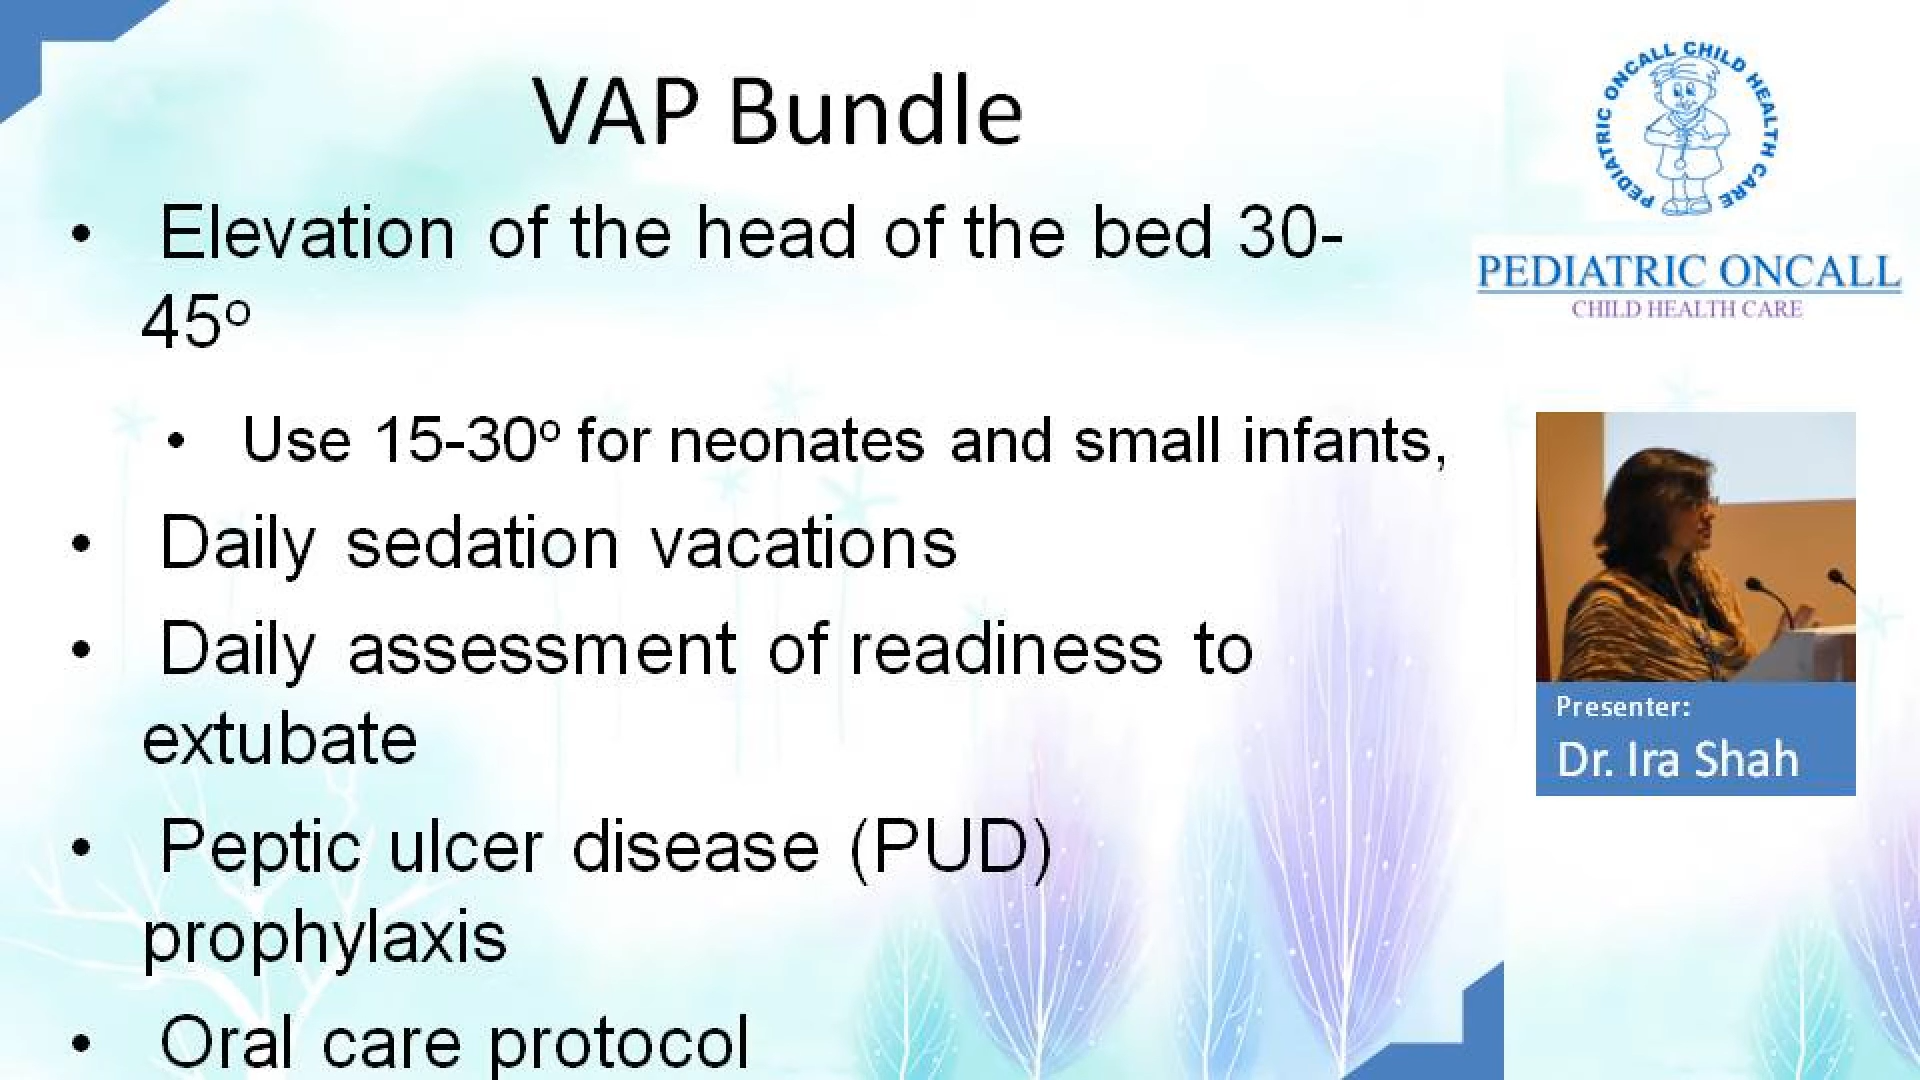 VAP Bundle
• Elevation of the head of the bed 30-
45º
• Use 15-30º for neonates and small infants,
• Daily sedation vacations
• Daily assessment of readiness to
extubate
• Peptic ulcer disease (PUD)
prophylaxis
• Oral care protocol
PEDIATRIC ONCALL CHILD HEALTH CARE
PEDIATRIC ONCALL
CHILD HEALTH CARE
Presenter:
Dr. Ira Shah